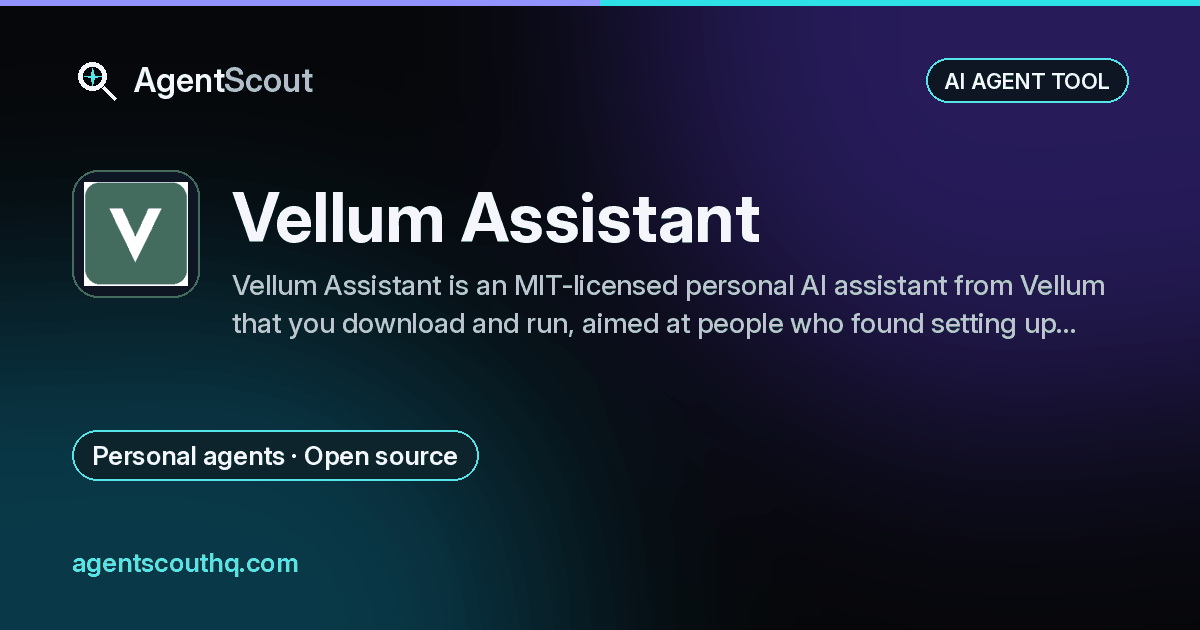 AgentScout
AI AGENT TOOL
V
Vellum Assistant
Vellum Assistant is an MIT-licensed personal AI assistant from Vellum
that you download and run, aimed at people who found setting up...
Personal agents · Open source
agentscouthq.com